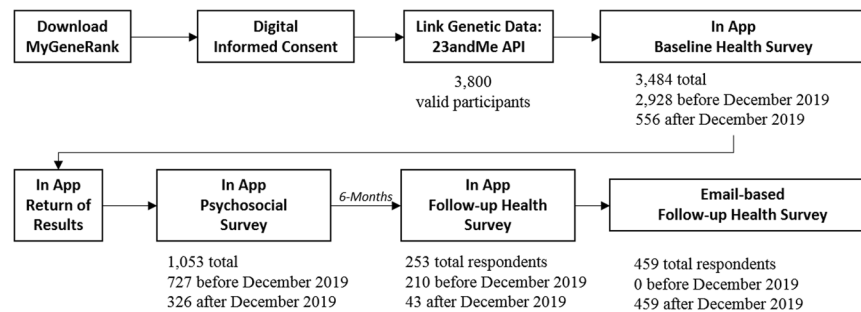 Download
MyGeneRank
Digital
Informed Consent
Link Genetic Data:
23andMe API
In App
Baseline Health Survey
3,800
valid participants
3,484 total
2,928 before December 2019
556 after December 2019
In App
Return of
Results
In App
Psychosocial
Survey
6-Months
In App
Follow-up Health
Survey
Email-based
Follow-up Health Survey
1,053 total
727 before December 2019
326 after December 2019
253 total respondents
210 before December 2019
43 after December 2019
459 total respondents
0 before December 2019
459 after December 2019